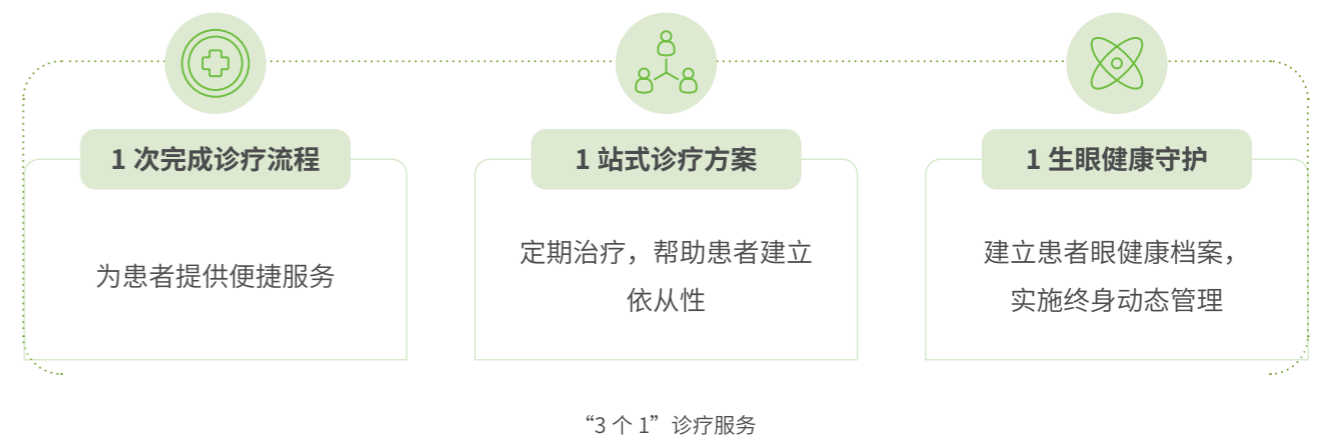 1 次完成诊疗流程
为患者提供便捷服务
1 站式诊疗方案
定期治疗，帮助患者建立
依从性
1 生眼健康守护
建立患者眼健康档案，
实施终身动态管理
“3 个 1”诊疗服务